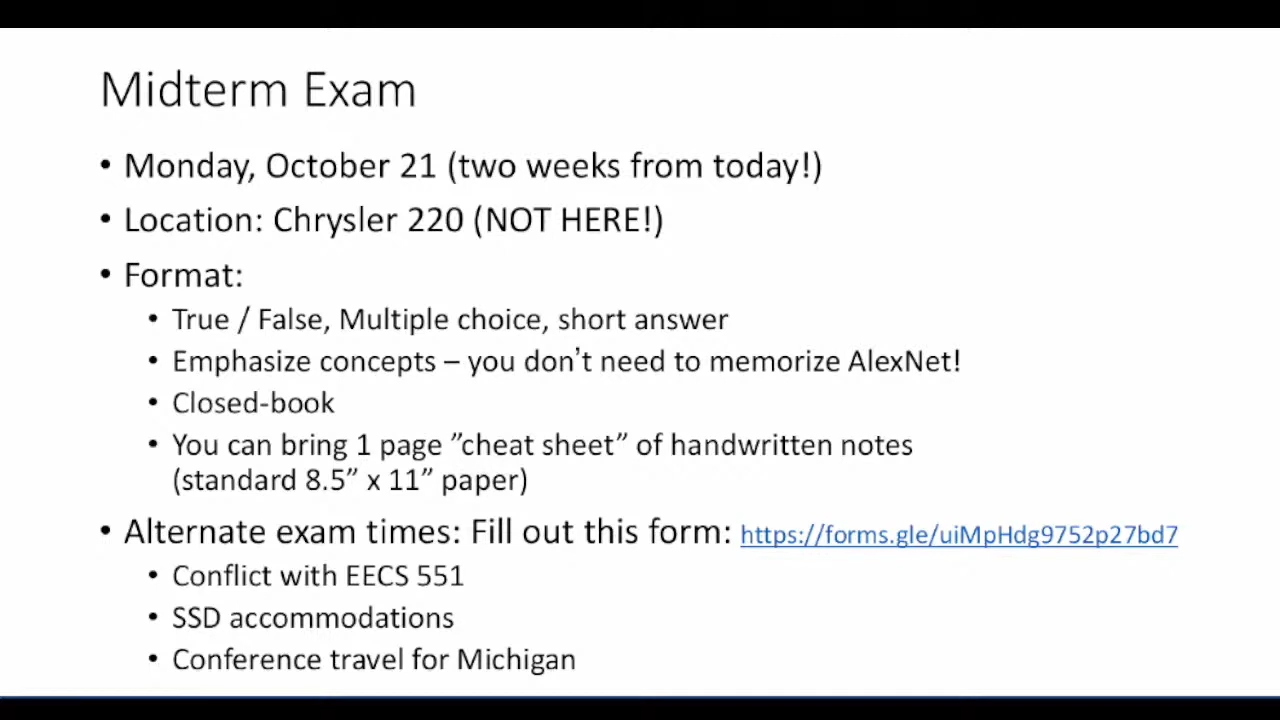 Midterm Exam
• Monday, October 21 (two weeks from today!)
• Location: Chrysler 220 (NOT HERE!)
• Format:
• True / False, Multiple choice, short answer
• Emphasize concepts – you don’t need to memorize AlexNet!
• Closed-book
• You can bring 1 page ”cheat sheet” of handwritten notes
(standard 8.5” x 11” paper)
• Alternate exam times: Fill out this form: https://forms.gle/uiMpHdg9752p27bd7
• Conflict with EECS 551
• SSD accommodations
• Conference travel for Michigan